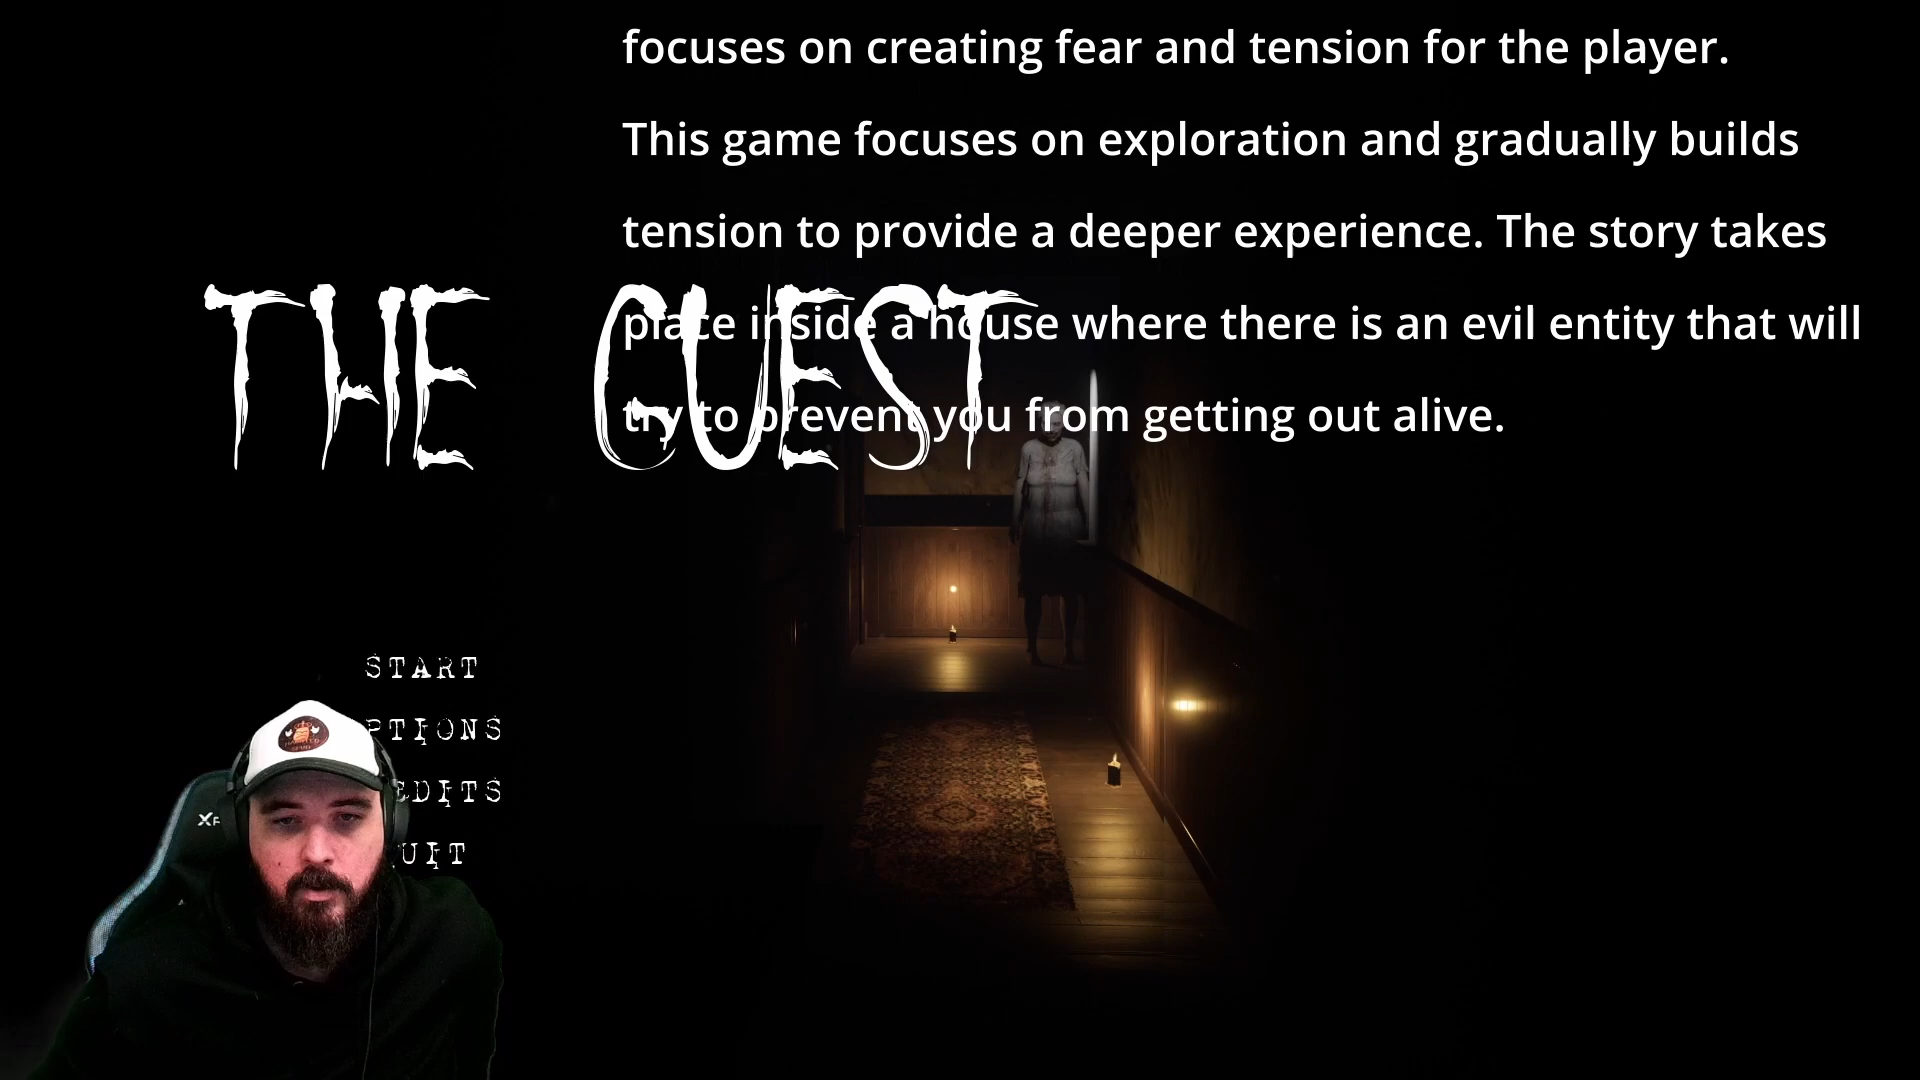 focuses on creating fear and tension for the player.
This game focuses on exploration and gradually builds
tension to provide a deeper experience. The story takes
place inside a house where there is an evil entity that will
try to prevent you from getting out alive.
THE GUEST
START
PTIONS
EDITS
UIT